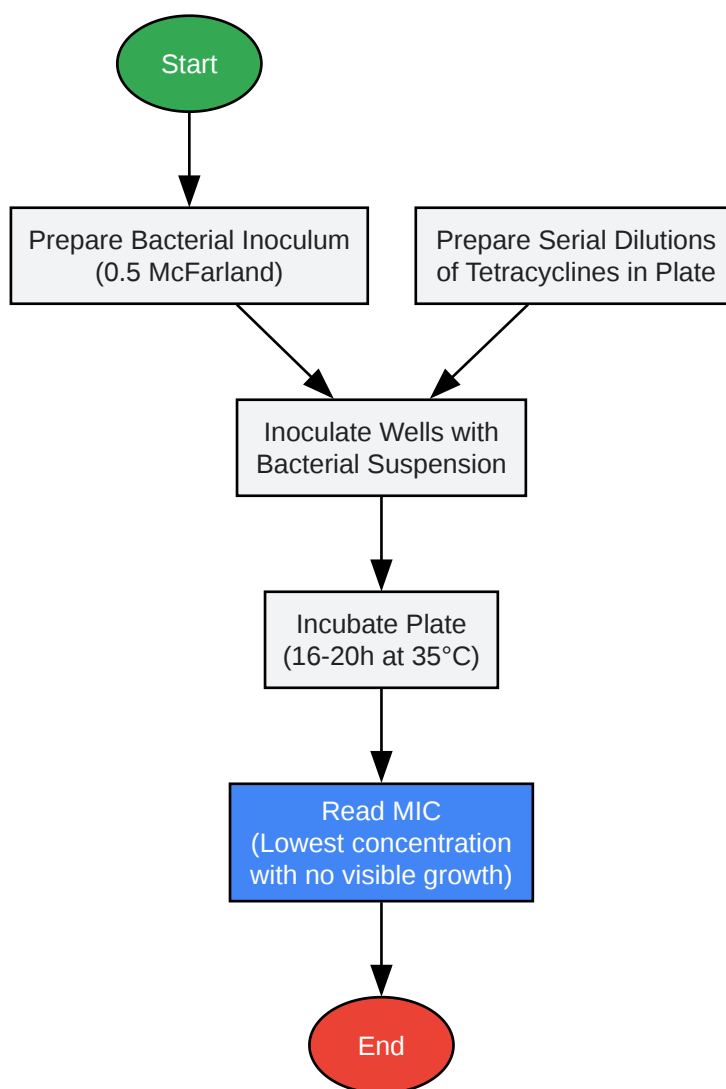 Start
Prepare Bacterial Inoculum
(0.5 McFarland)
Prepare Serial Dilutions
of Tetracyclines in Plate
Inoculate Wells with
Bacterial Suspension
Incubate Plate
(16-20h at 35°C)
Read MIC
(Lowest concentration
with no visible growth)
End